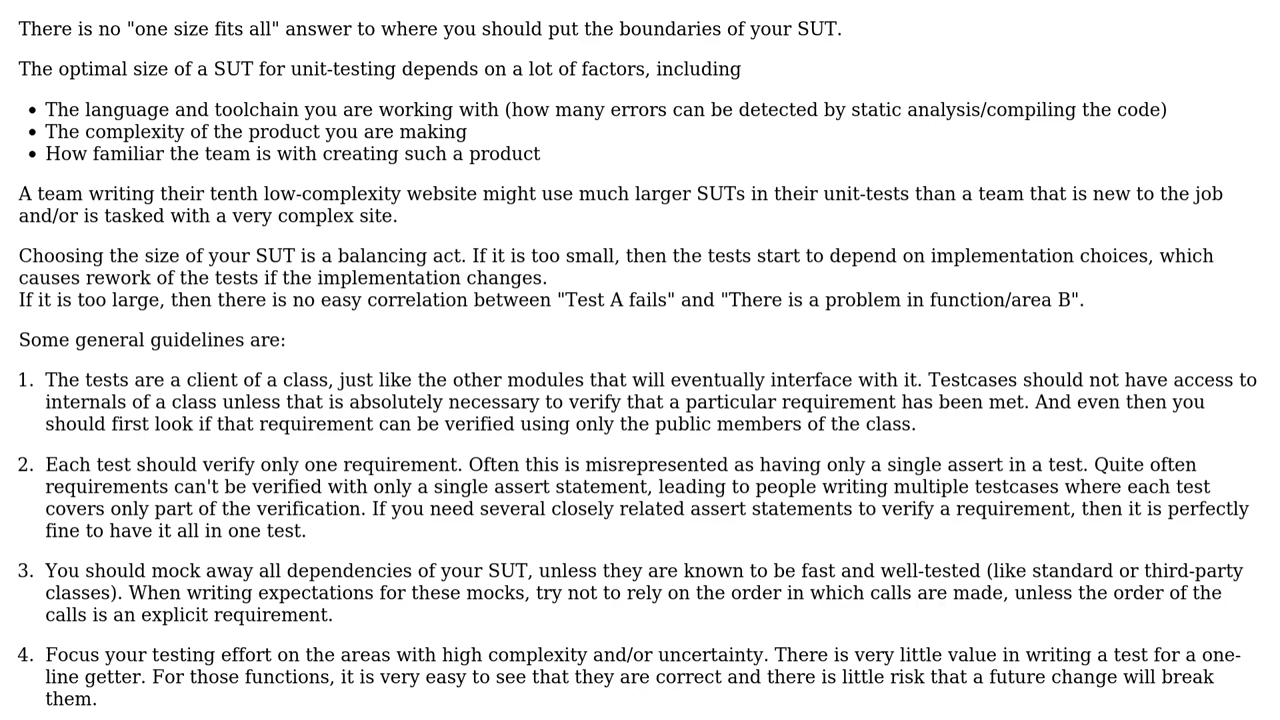 There is no "one size fits all" answer to where you should put the boundaries of your SUT.
The optimal size of a SUT for unit-testing depends on a lot of factors, including
• The language and toolchain you are working with (how many errors can be detected by static analysis/compiling the code)
• The complexity of the product you are making
• How familiar the team is with creating such a product
A team writing their tenth low-complexity website might use much larger SUTs in their unit-tests than a team that is new to the job
and/or is tasked with a very complex site.
Choosing the size of your SUT is a balancing act. If it is too small, then the tests start to depend on implementation choices, which
causes rework of the tests if the implementation changes.
If it is too large, then there is no easy correlation between "Test A fails" and "There is a problem in function/area B".
Some general guidelines are:
1. The tests are a client of a class, just like the other modules that will eventually interface with it. Testcases should not have access to
internals of a class unless that is absolutely necessary to verify that a particular requirement has been met. And even then you
should first look if that requirement can be verified using only the public members of the class.
2. Each test should verify only one requirement. Often this is misrepresented as having only a single assert in a test. Quite often
requirements can't be verified with only a single assert statement, leading to people writing multiple testcases where each test
covers only part of the verification. If you need several closely related assert statements to verify a requirement, then it is perfectly
fine to have it all in one test.
3. You should mock away all dependencies of your SUT, unless they are known to be fast and well-tested (like standard or third-party
classes). When writing expectations for these mocks, try not to rely on the order in which calls are made, unless the order of the
calls is an explicit requirement.
4. Focus your testing effort on the areas with high complexity and/or uncertainty. There is very little value in writing a test for a one-
line getter. For those functions, it is very easy to see that they are correct and there is little risk that a future change will break
them.